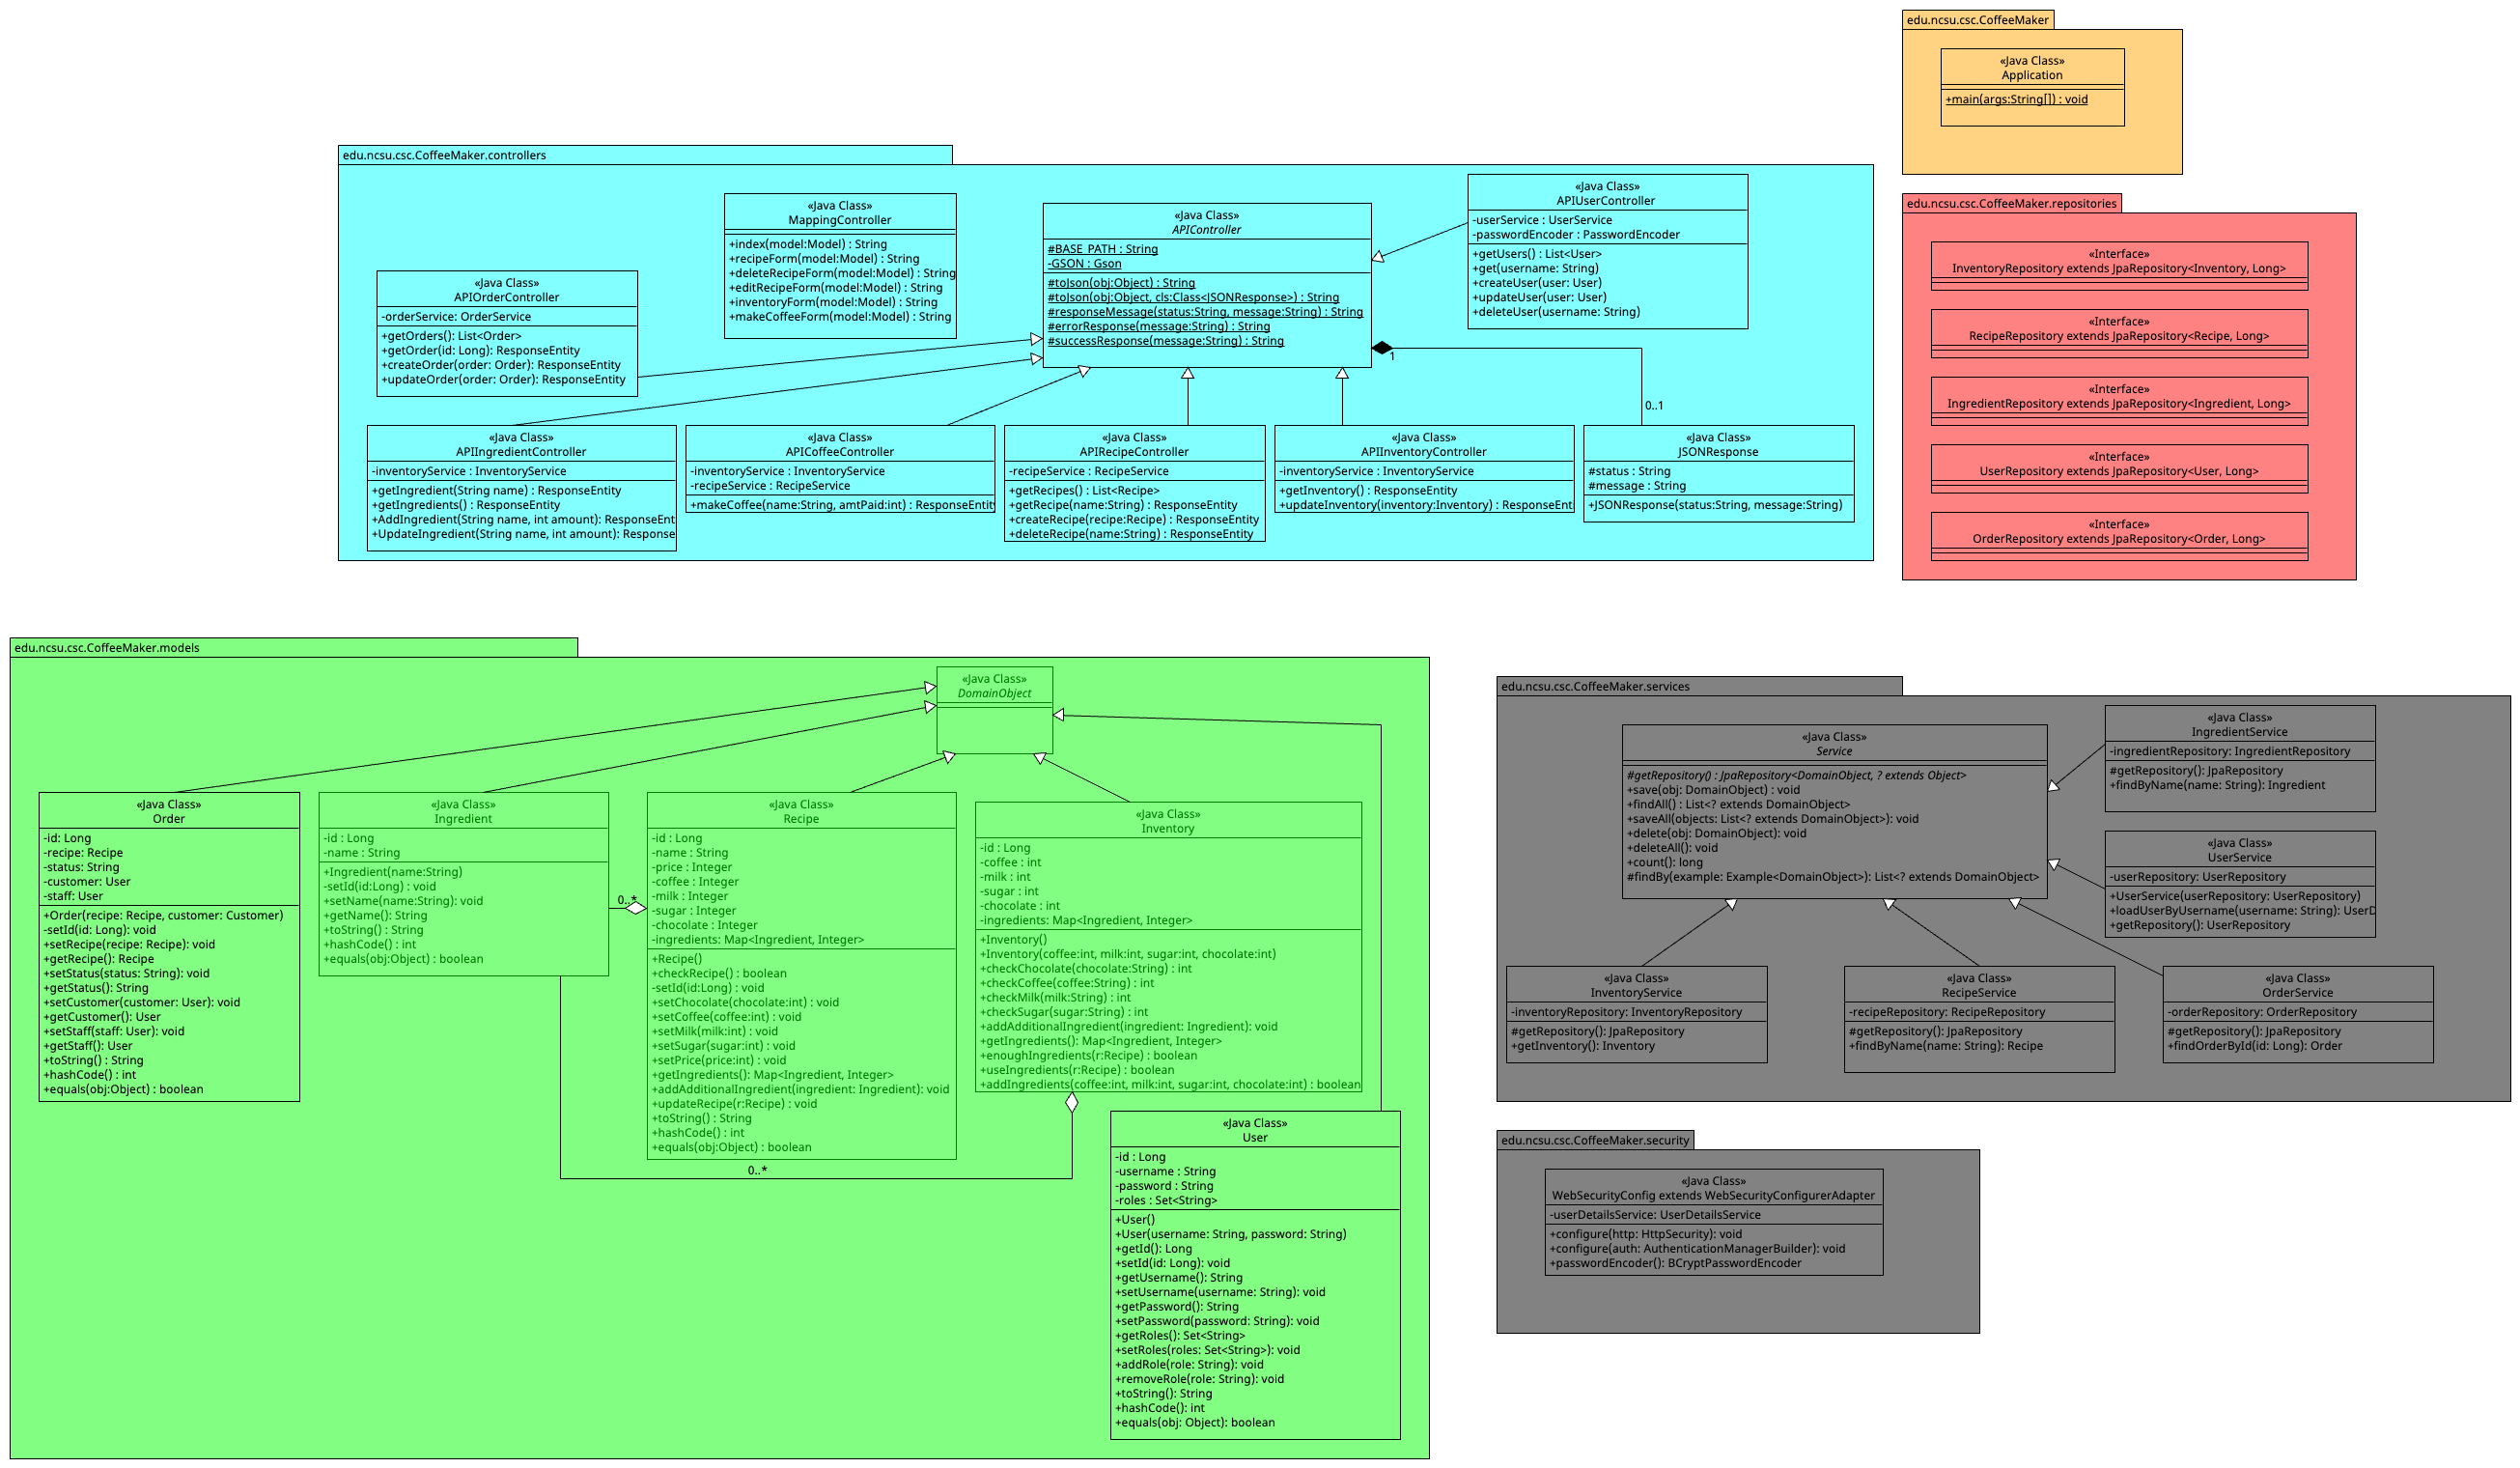 edu.ncsu.csc.CoffeeMaker
«Java Class»
Application
+main(args:String[]) : void
edu.ncsu.csc.CoffeeMaker.controllers
«Java Class»
APIOrderController
-orderService: OrderService
+getOrders(): List<Order>
+getOrder(id: Long): ResponseEntity
+createOrder(order: Order): ResponseEntity
+updateOrder(order: Order): ResponseEntity
«Java Class»
MappingController
+index(model:Model) : String
+recipeForm(model:Model) : String
+deleteRecipeForm(model:Model) : String
+editRecipeForm(model:Model) : String
+inventoryForm(model:Model) : String
+makeCoffeeForm(model:Model) : String
«Java Class»
APIController
#BASE_PATH : String
-GSON : Gson
#toJson(obj:Object) : String
#toJson(obj:Object, cls:Class<JSONResponse>) : String
#responseMessage(status:String, message:String) : String
#errorResponse(message:String) : String
#successResponse(message:String) : String
«Java Class»
APIUserController
-userService : UserService
-passwordEncoder : PasswordEncoder
+getUsers() : List<User>
+get(username: String)
+createUser(user: User)
+updateUser(user: User)
+deleteUser(username: String)
1
0..1
«Java Class»
APIIngredientController
-inventoryService : InventoryService
+getIngredient(String name) : ResponseEntity
+getIngredients() : ResponseEntity
+AddIngredient(String name, int amount): ResponseEnt
+UpdateIngredient(String name, int amount): Response
«Java Class»
APICoffeeController
-inventoryService : InventoryService
-recipeService : RecipeService
+makeCoffee(name:String, amtPaid:int) : ResponseEntity
«Java Class»
APIRecipeController
-recipeService : RecipeService
+getRecipes() : List<Recipe>
+getRecipe(name:String) : ResponseEntity
+createRecipe(recipe:Recipe) : ResponseEntity
+deleteRecipe(name:String) : ResponseEntity
«Java Class»
APIInventoryController
-inventoryService : InventoryService
+getInventory() : ResponseEntity
+updateInventory(inventory:Inventory) : ResponseEnti
«Java Class»
JSONResponse
#status : String
#message : String
+JSONResponse(status:String, message:String)
edu.ncsu.csc.CoffeeMaker.repositories
«Interface»
InventoryRepository extends JpaRepository<Inventory, Long>
«Interface»
RecipeRepository extends JpaRepository<Recipe, Long>
«Interface»
IngredientRepository extends JpaRepository<Ingredient, Long>
«Interface»
UserRepository extends JpaRepository<User, Long>
«Interface»
OrderRepository extends JpaRepository<Order, Long>
edu.ncsu.csc.CoffeeMaker.models
«Java Class»
DomainObject
«Java Class»
Order
-id: Long
-recipe: Recipe
-status: String
-customer: User
-staff: User
+Order(recipe: Recipe, customer: Customer)
-setId(id: Long): void
+setRecipe(recipe: Recipe): void
+getRecipe(): Recipe
+setStatus(status: String): void
+getStatus(): String
+setCustomer(customer: User): void
+getCustomer(): User
+setStaff(staff: User): void
+getStaff(): User
+toString() : String
+hashCode() : int
+equals(obj:Object) : boolean
«Java Class»
Ingredient
-id : Long
-name : String
+Ingredient(name:String)
-setId(id:Long) : void
+setName(name:String): void
+getName(): String
+toString() : String
+hashCode() : int
+equals(obj:Object) : boolean
0..*
«Java Class»
Recipe
-id : Long
-name : String
-price : Integer
-coffee : Integer
-milk : Integer
-sugar : Integer
-chocolate : Integer
-ingredients: Map<Ingredient, Integer>
+Recipe()
+checkRecipe() : boolean
-setId(id:Long) : void
+setChocolate(chocolate:int) : void
+setCoffee(coffee:int) : void
+setMilk(milk:int) : void
+setSugar(sugar:int) : void
+setPrice(price:int) : void
+getIngredients(): Map<Ingredient, Integer>
+addAdditionalIngredient(ingredient: Ingredient): void
+updateRecipe(r:Recipe) : void
+toString() : String
+hashCode() : int
+equals(obj:Object) : boolean
0..*
«Java Class»
Inventory
-id : Long
-coffee : int
-milk : int
-sugar : int
-chocolate : int
-ingredients: Map<Ingredient, Integer>
+Inventory()
+Inventory(coffee:int, milk:int, sugar:int, chocolate:int)
+checkChocolate(chocolate:String) : int
+checkCoffee(coffee:String) : int
+checkMilk(milk:String) : int
+checkSugar(sugar:String) : int
+addAdditionalIngredient(ingredient: Ingredient): void
+getIngredients(): Map<Ingredient, Integer>
+enoughIngredients(r:Recipe) : boolean
+useIngredients(r:Recipe) : boolean
+addIngredients(coffee:int, milk:int, sugar:int, chocolate:int) : boolean
«Java Class»
User
-id : Long
-username : String
-password : String
-roles : Set<String>
+User()
+User(username: String, password: String)
+getId(): Long
+setId(id: Long): void
+getUsername(): String
+setUsername(username: String): void
+getPassword(): String
+setPassword(password: String): void
+getRoles(): Set<String>
+setRoles(roles: Set<String>): void
+addRole(role: String): void
+removeRole(role: String): void
+toString(): String
+hashCode(): int
+equals(obj: Object): boolean
edu.ncsu.csc.CoffeeMaker.services
«Java Class»
Service
#getRepository() : JpaRepository<DomainObject, ? extends Object>
+save(obj: DomainObject) : void
+findAll() : List<? extends DomainObject>
+saveAll(objects: List<? extends DomainObject>): void
+delete(obj: DomainObject): void
+deleteAll(): void
+count(): long
#findBy(example: Example<DomainObject>): List<? extends DomainObject>
«Java Class»
IngredientService
-ingredientRepository: IngredientRepository
#getRepository(): JpaRepository
+findByName(name: String): Ingredient
«Java Class»
UserService
-userRepository: UserRepository
+UserService(userRepository: UserRepository)
+loadUserByUsername(username: String): UserD
+getRepository(): UserRepository
«Java Class»
InventoryService
-inventoryRepository: InventoryRepository
#getRepository(): JpaRepository
+getInventory(): Inventory
«Java Class»
RecipeService
-recipeRepository: RecipeRepository
#getRepository(): JpaRepository
+findByName(name: String): Recipe
«Java Class»
OrderService
-orderRepository: OrderRepository
#getRepository(): JpaRepository
+findOrderById(id: Long): Order
edu.ncsu.csc.CoffeeMaker.security
«Java Class»
WebSecurityConfig extends WebSecurityConfigurerAdapter
-userDetailsService: UserDetailsService
+configure(http: HttpSecurity): void
+configure(auth: AuthenticationManagerBuilder): void
+passwordEncoder(): BCryptPasswordEncoder